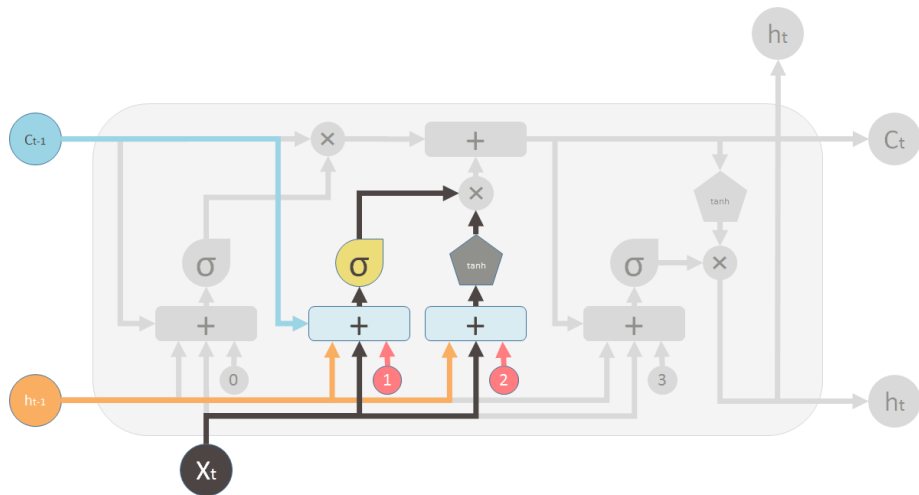 ht
Ct-1
×
+
Ct
×
tanh
σ
σ
tanh
σ
×
+
+
+
+
0
1
2
3
ht-1
ht
Xt